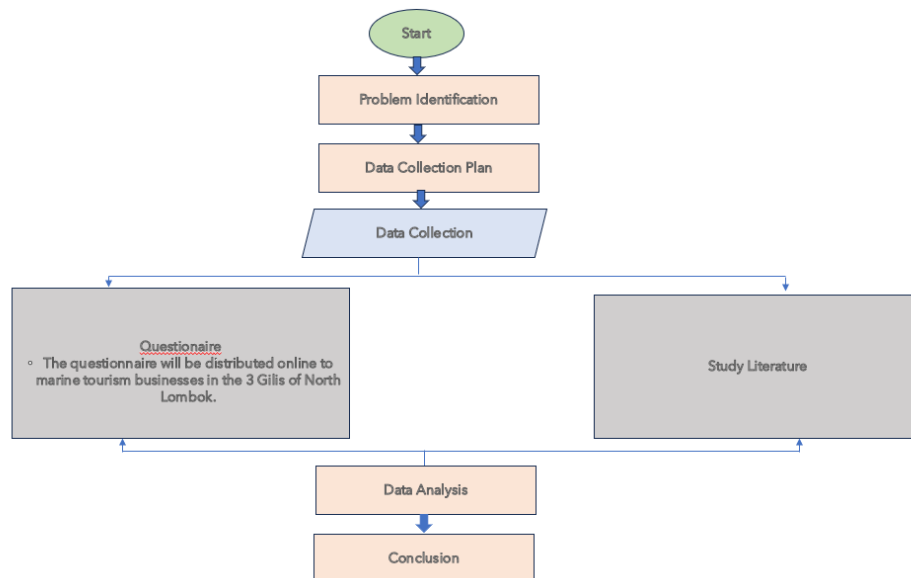 Start
Problem Identification
Data Collection Plan
Data Collection
Questionaire
◦ The questionnaire will be distributed online to
marine tourism businesses in the 3 Gilis of North
Lombok.
Study Literature
Data Analysis
Conclusion